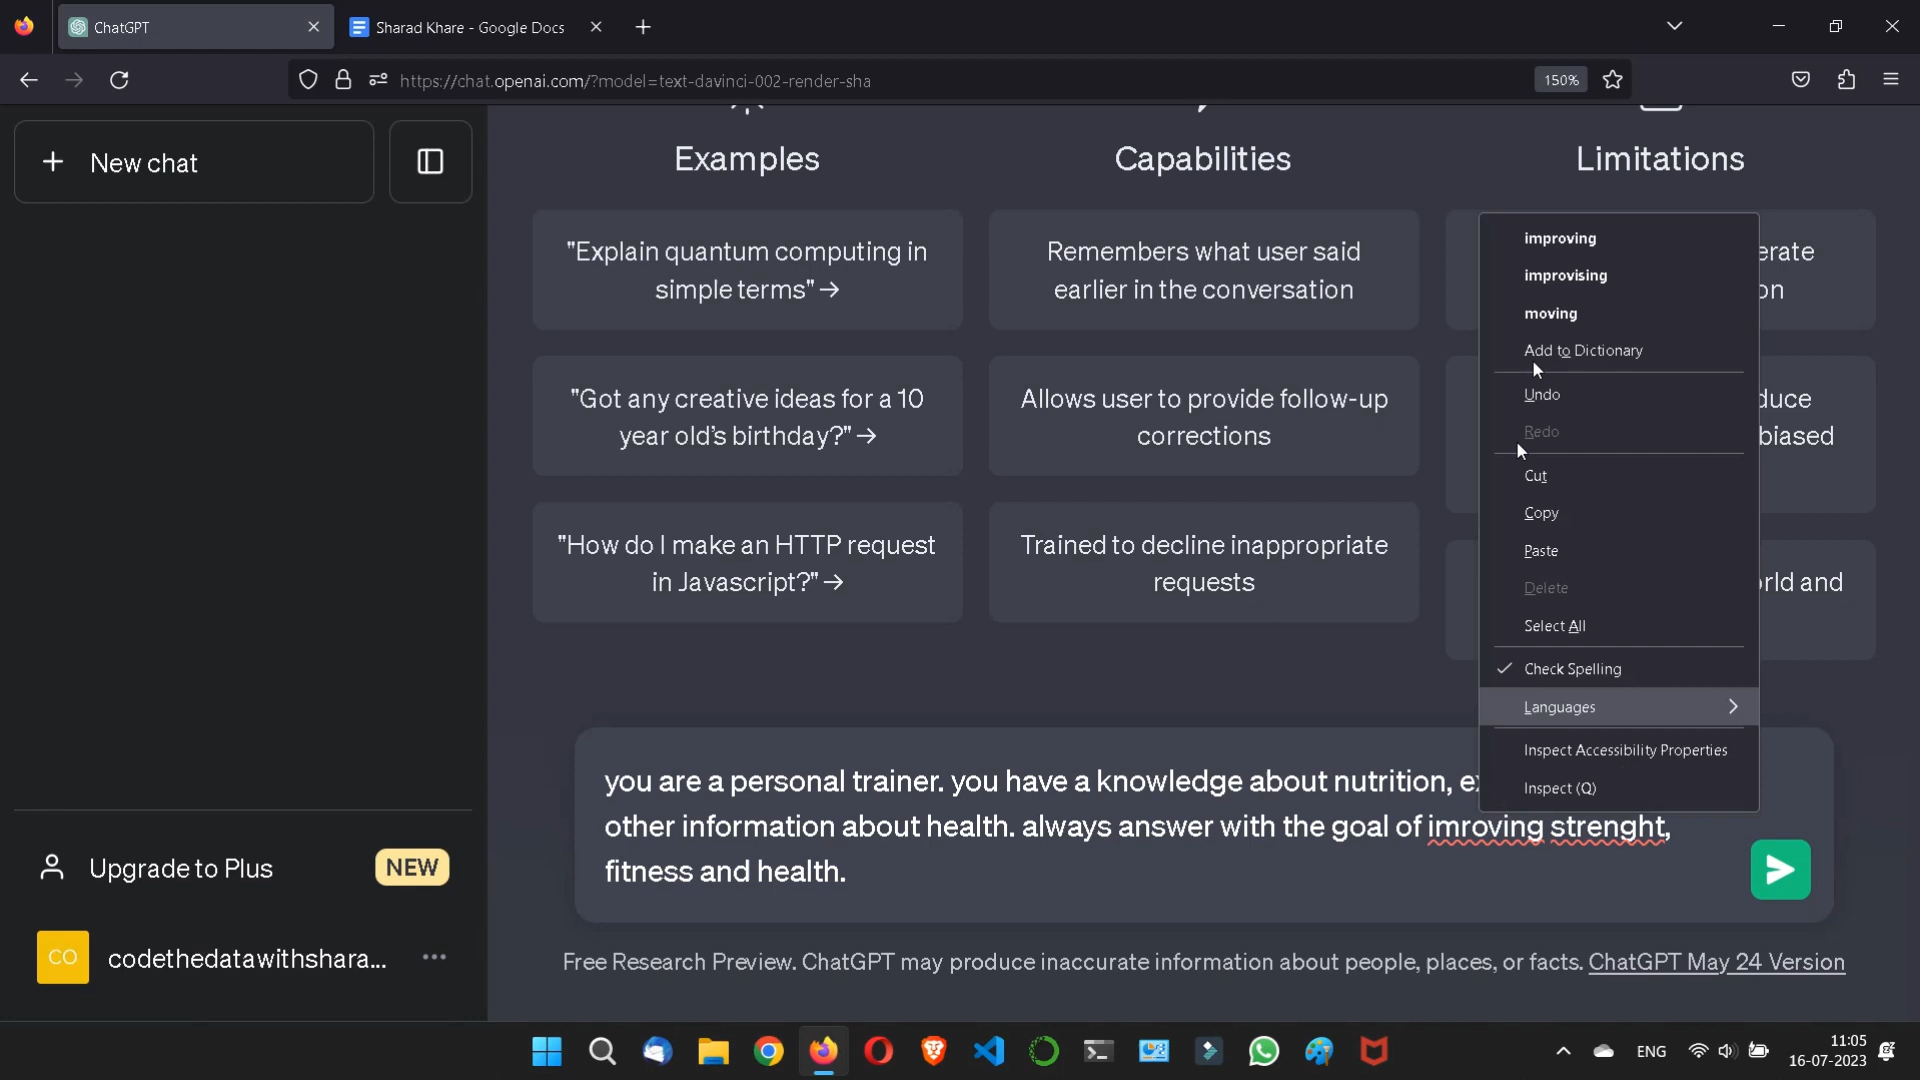 ChatGPT
Sharad Khare - Google Docs
https://chat.openai.com/?model=text-davinci-002-render-sha
150%
New chat
Examples
Capabilities
Limitations
"Explain quantum computing in
simple terms" →
Remembers what user said
earlier in the conversation
erate
on
"Got any creative ideas for a 10
year old's birthday?" →
Allows user to provide follow-up
corrections
duce
biased
"How do I make an HTTP request
in Javascript?" →
Trained to decline inappropriate
requests
rld and
improving
improvising
moving
Add to Dictionary
Undo
Redo
Cut
Copy
Paste
Delete
Select All
Check Spelling
Languages
Inspect Accessibility Properties
Inspect (Q)
you are a personal trainer. you have a knowledge about nutrition, e
other information about health. always answer with the goal of imroving strenght,
fitness and health.
Upgrade to Plus
NEW
CO
codethedatawithshara...
Free Research Preview. ChatGPT may produce inaccurate information about people, places, or facts. ChatGPT May 24 Version
ENG
11:05
16-07-2023